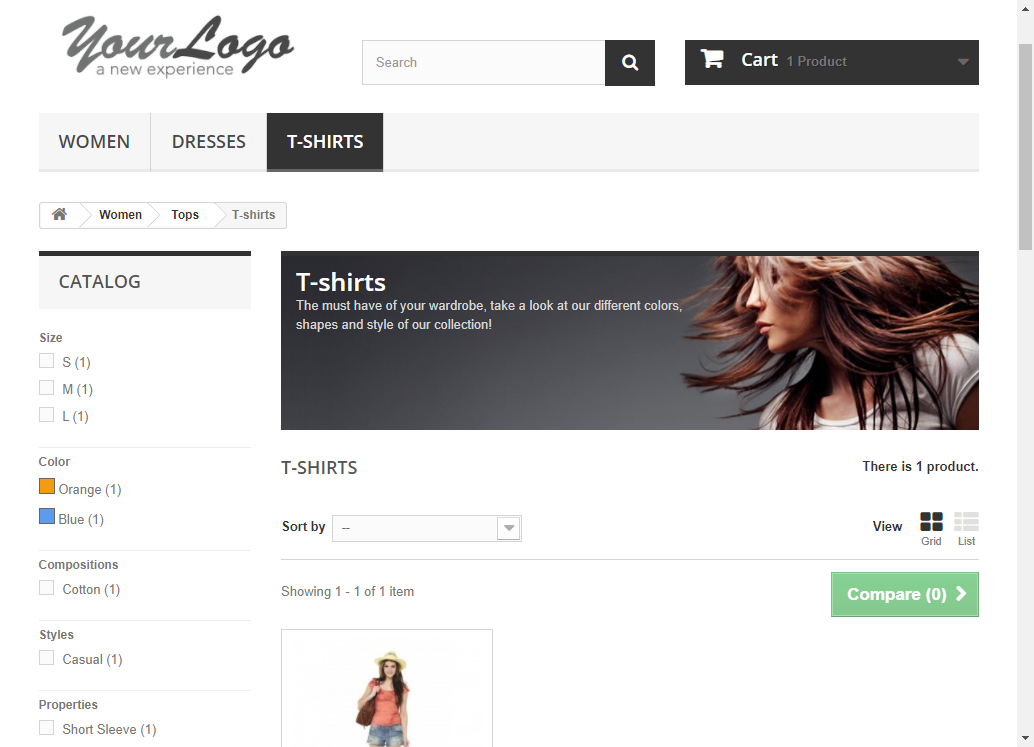 YourLogo
a new experience
Search
Cart 1 Product
WOMEN DRESSES T-SHIRTS
Women Tops T-shirts
CATALOG
Size
S (1)
M (1)
L (1)
Color
Orange (1)
Blue (1)
Compositions
Cotton (1)
Styles
Casual (1)
Properties
Short Sleeve (1)
T-shirts
The must have of your wardrobe, take a look at our different colors,
shapes and style of our collection!
T-SHIRTS
There is 1 product.
Sort by --
View
Grid List
Showing 1 - 1 of 1 item
Compare (0)